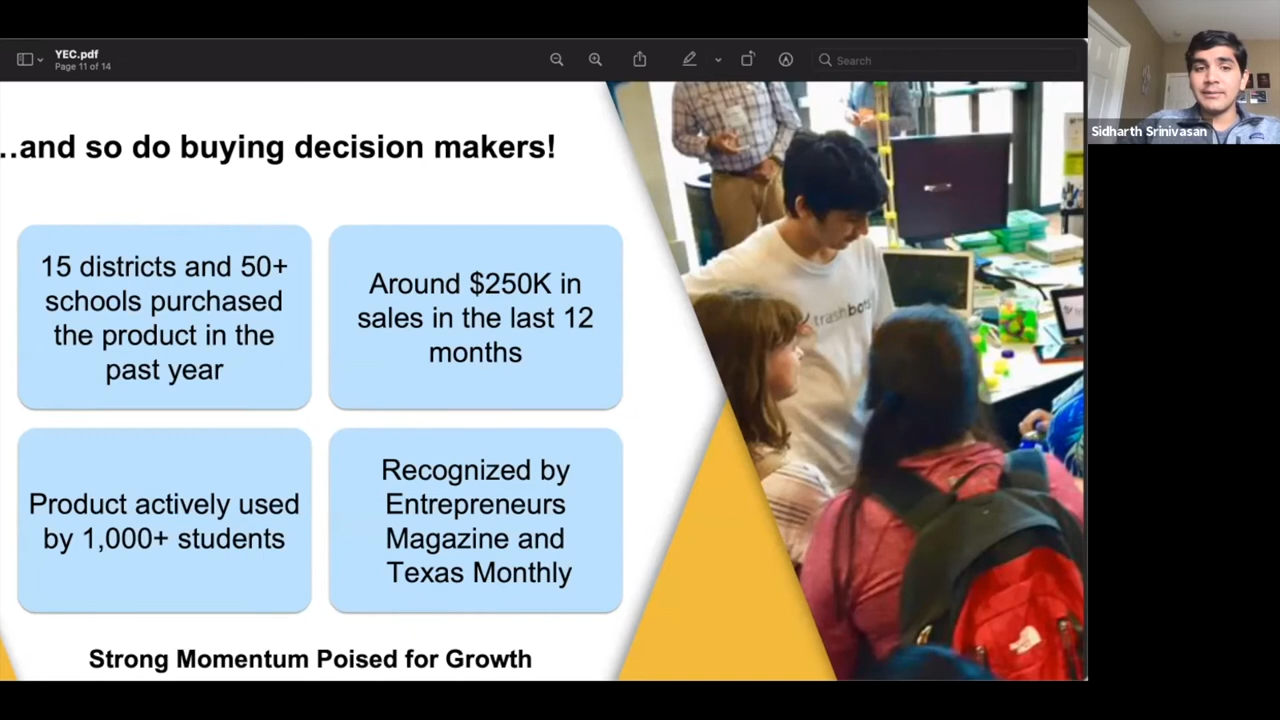 YEC.pdf
Page 11 of 14
Search
Sidharth Srinivasan
..and so do buying decision makers!
15 districts and 50+
schools purchased
the product in the
past year
Around $250K in
sales in the last 12
months
Product actively used
by 1,000+ students
Recognized by
Entrepreneurs
Magazine and
Texas Monthly
Strong Momentum Poised for Growth
trashbots